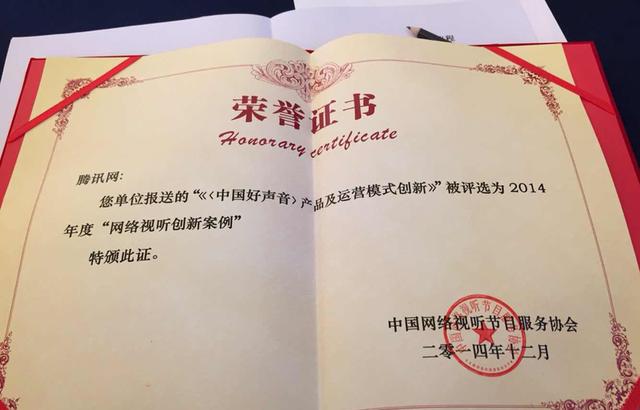 荣誉证书
Honorary certificate
腾讯网:
您单位报送的“《〈中国好声音〉产品及运营模式创新》”被评选为2014
年度“网络视听创新案例”
特颁此证。
中国网络视听节目服务协会
二零一四年十二月